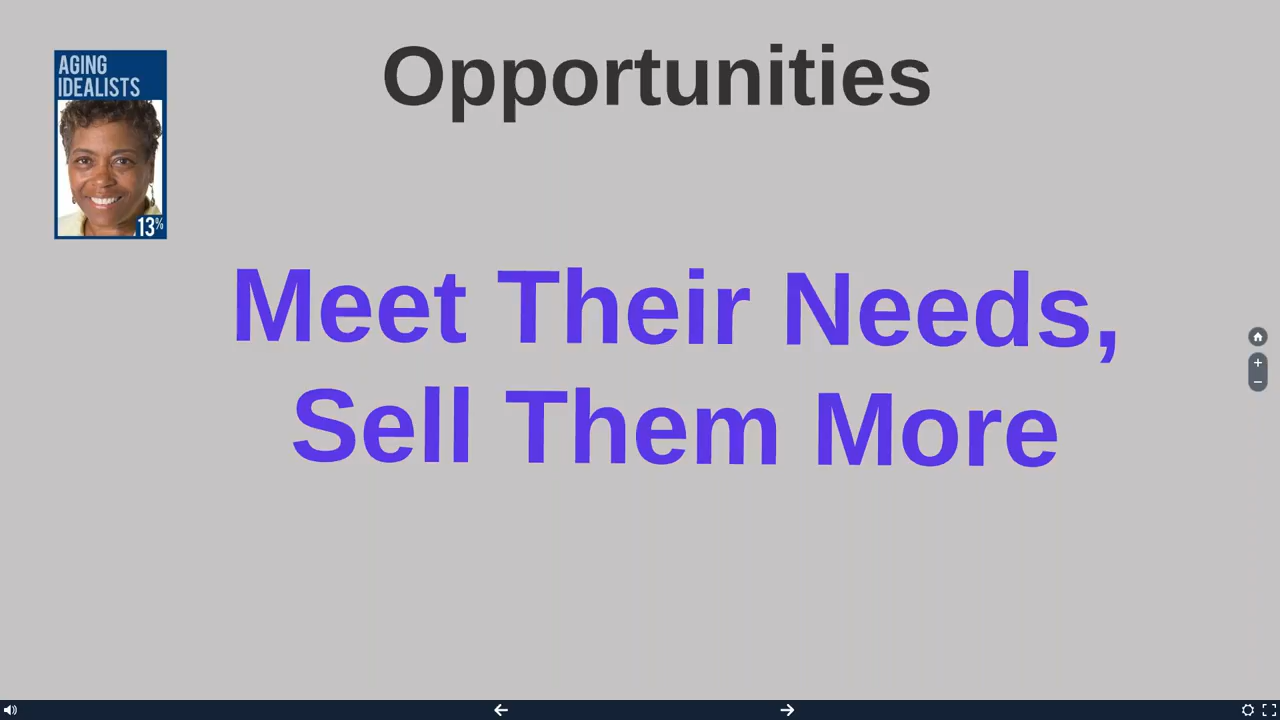 Opportunities
AGING
IDEALISTS
13%
Meet Their Needs,
Sell Them More